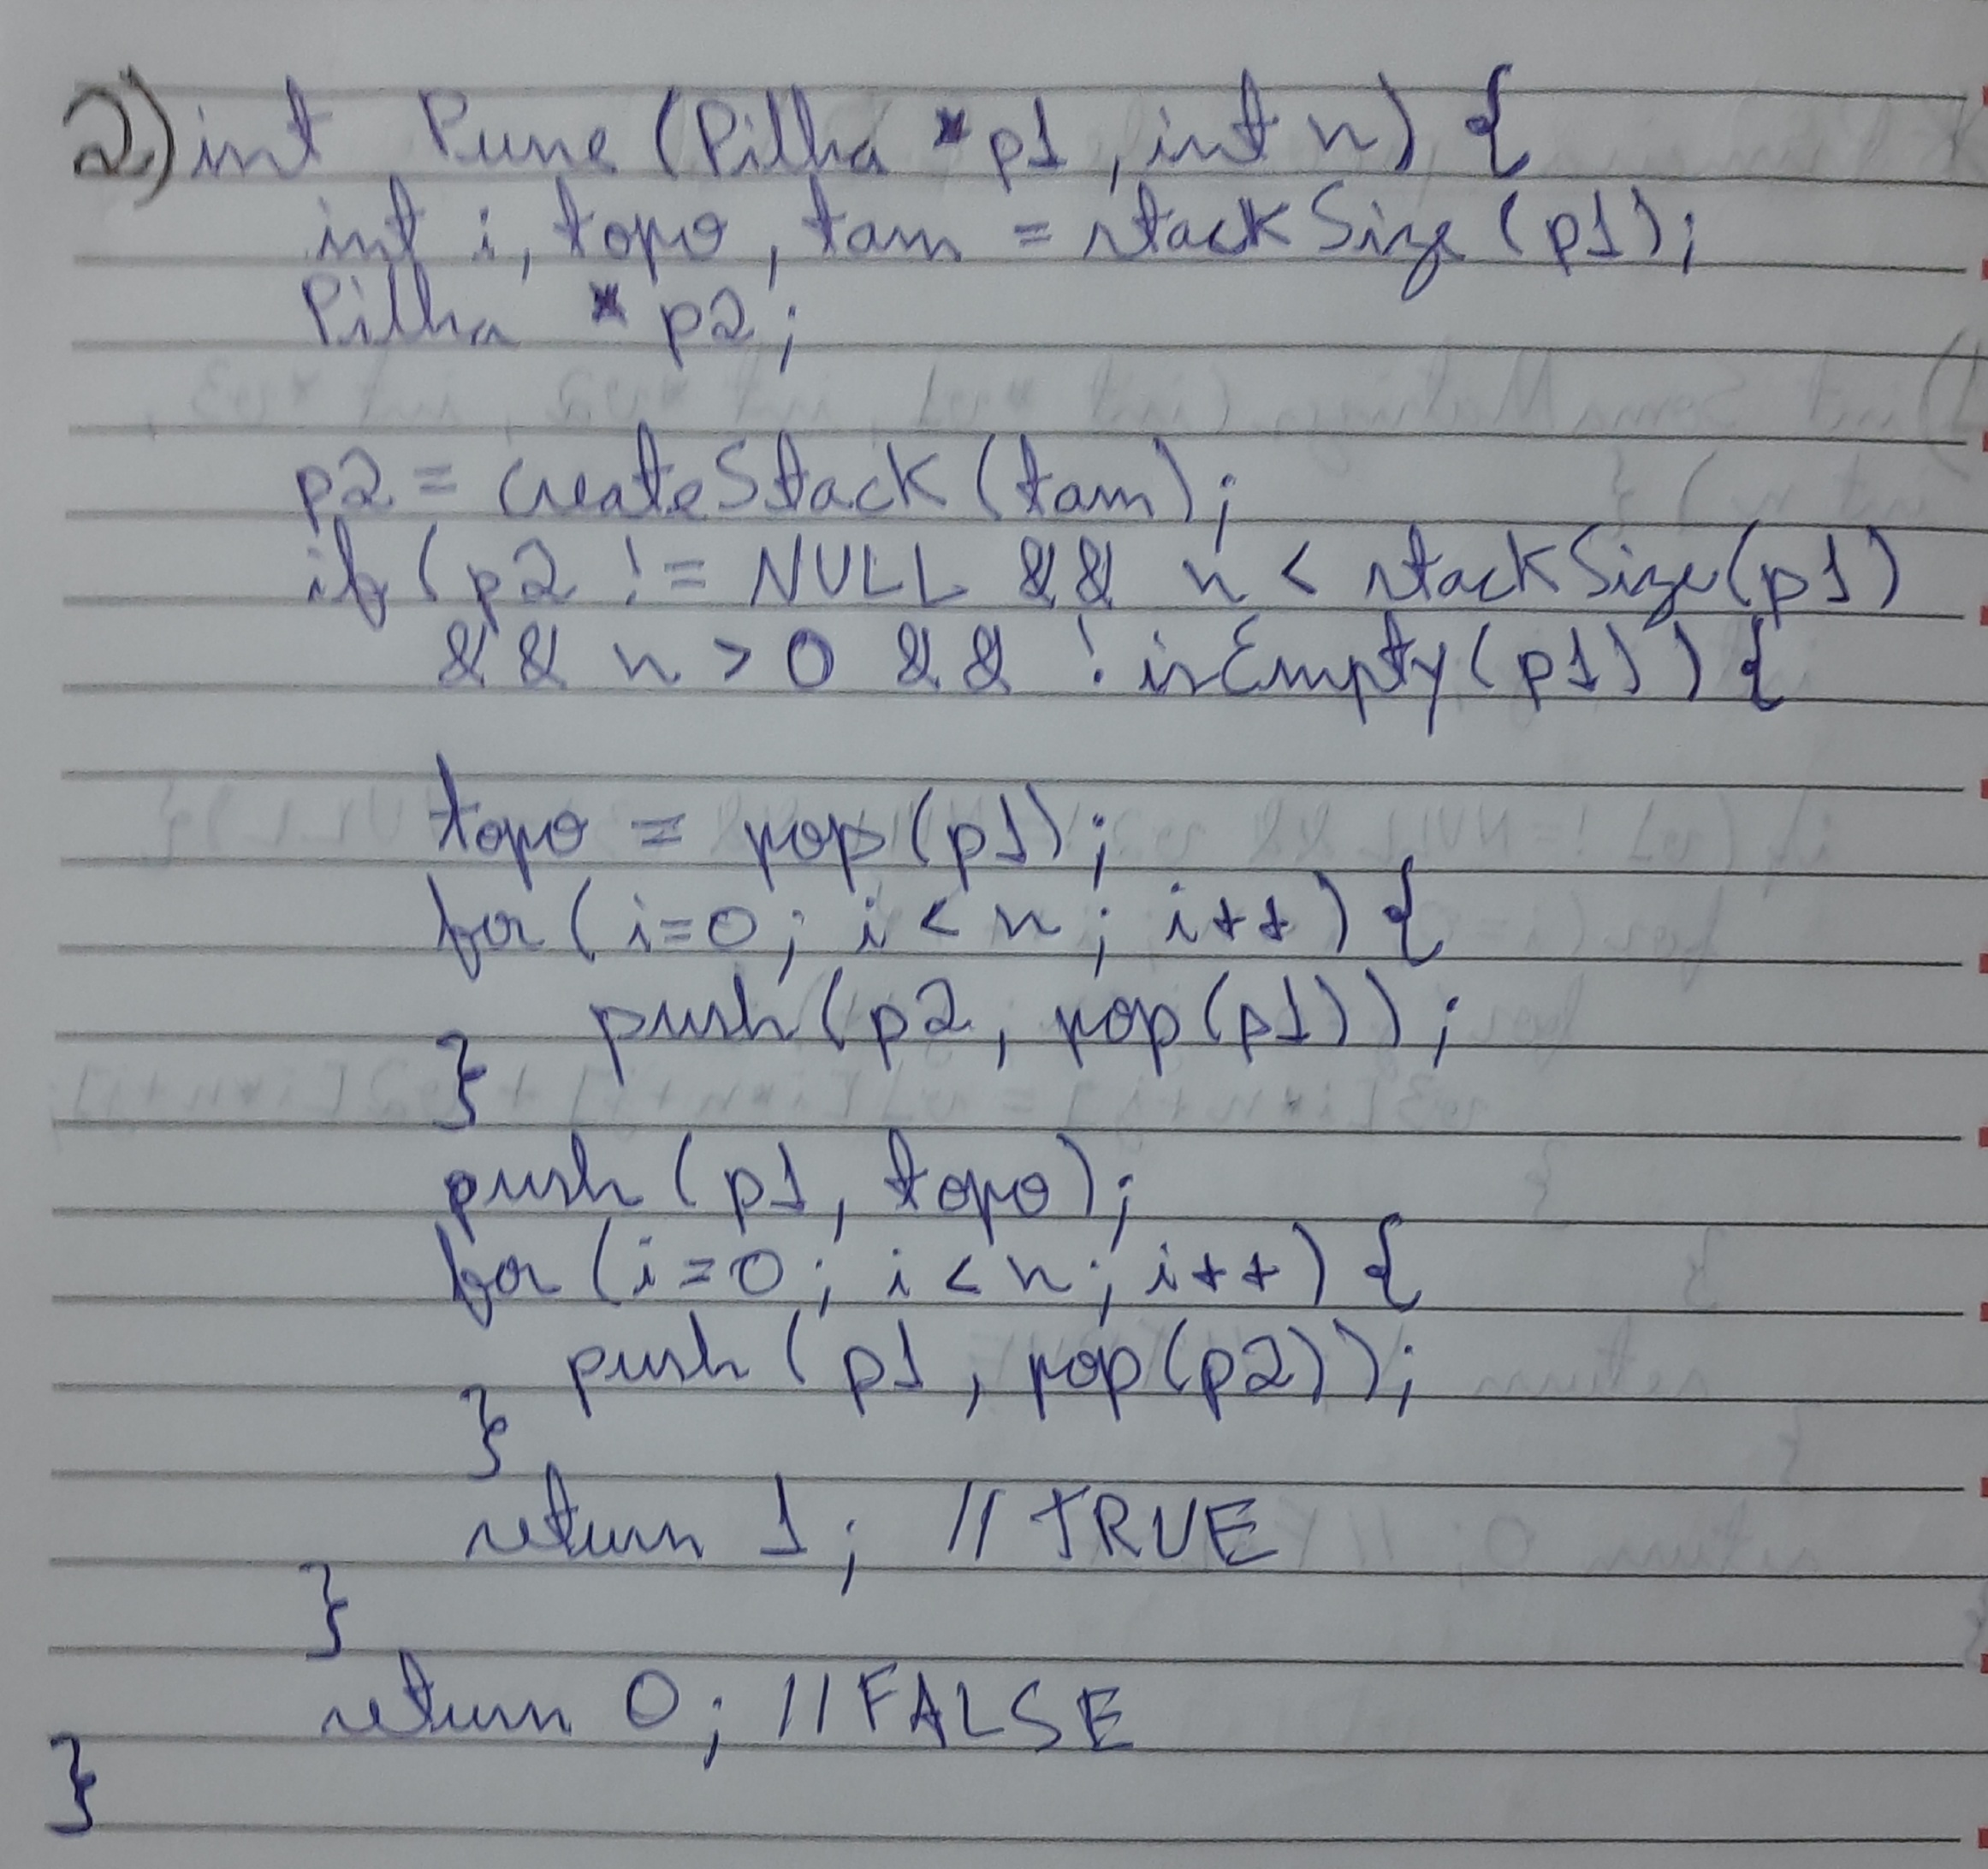 2) int Pune (Pilha *p1, int n) {
int i, topo, tam = stackSize (p1);
Pilha * p2;
p2 = createStack (tam);
if (p2 != NULL && n < stackSize(p1)
&& n > 0 && !isEmpty(p1)) {
topo = pop(p1);
for (i=0; i < n; i++) {
push(p2, pop(p1));
}
push(p1, topo);
for (i=0; i < n; i++) {
push(p1, pop(p2));
}
return 1; // TRUE
}
return 0; // FALSE
}